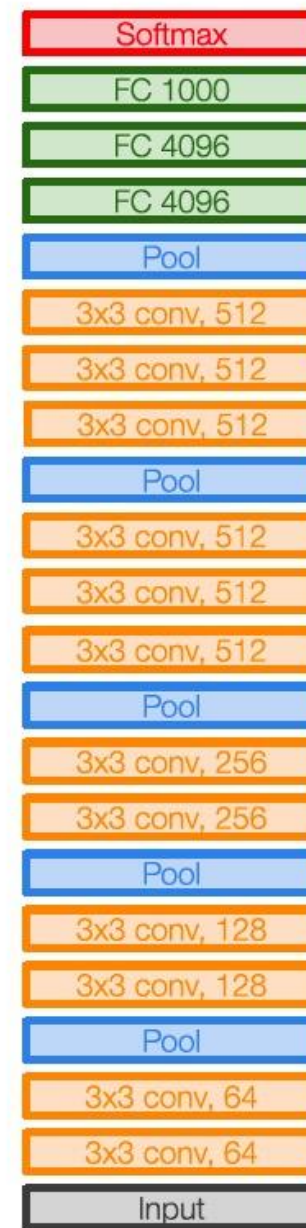 Softmax
FC 1000
FC 4096
FC 4096
Pool
3x3 conv, 512
3x3 conv, 512
3x3 conv, 512
Pool
3x3 conv, 512
3x3 conv, 512
3x3 conv, 512
Pool
3x3 conv, 256
3x3 conv, 256
Pool
3x3 conv, 128
3x3 conv, 128
Pool
3x3 conv, 64
3x3 conv, 64
Input